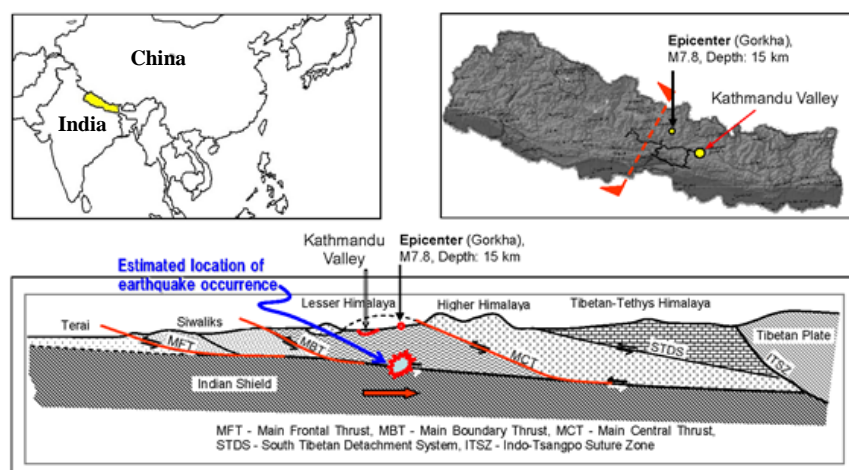 China
India
Epicenter (Gorkha),
M7.8, Depth: 15 km
Kathmandu Valley
Kathmandu
Valley
Epicenter (Gorkha),
M7.8, Depth: 15 km
Estimated location of
earthquake occurrence
Lesser Himalaya
Higher Himalaya
Tibetan-Tethys Himalaya
Terai
Siwaliks
Tibetan Plate
MFT
MBT
MCT
STDS
ITSZ
Indian Shield
MFT - Main Frontal Thrust, MBT - Main Boundary Thrust, MCT - Main Central Thrust,
STDS - South Tibetan Detachment System, ITSZ - Indo-Tsangpo Suture Zone